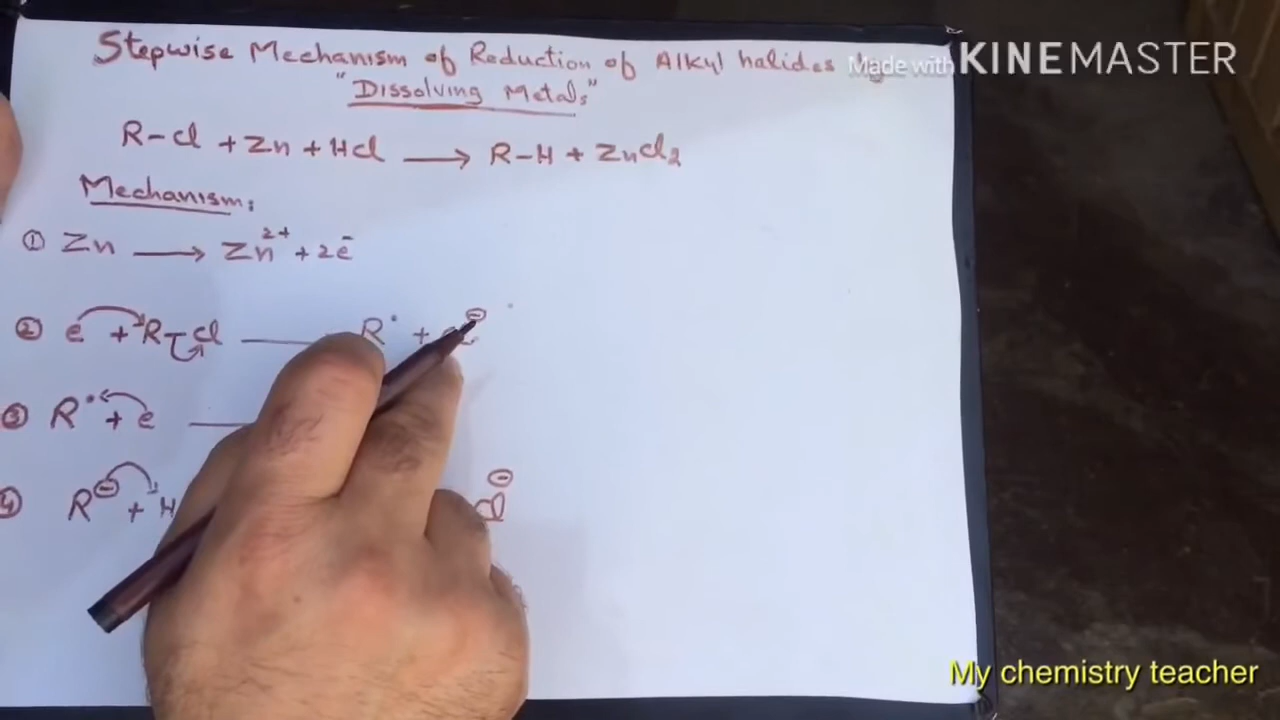 Stepwise Mechanism of Reduction of Alkyl halides by
Made with KINEMASTER
"Dissolving Metals"
R-Cl + Zn + HCl ⟶ R-H + ZnCl₂
Mechanism:
① Zn ⟶ Zn²⁺ + 2e⁻
② e + R-Cl R• +
③ R• + e
④ R⊖ + H Cl⊖
My chemistry teacher